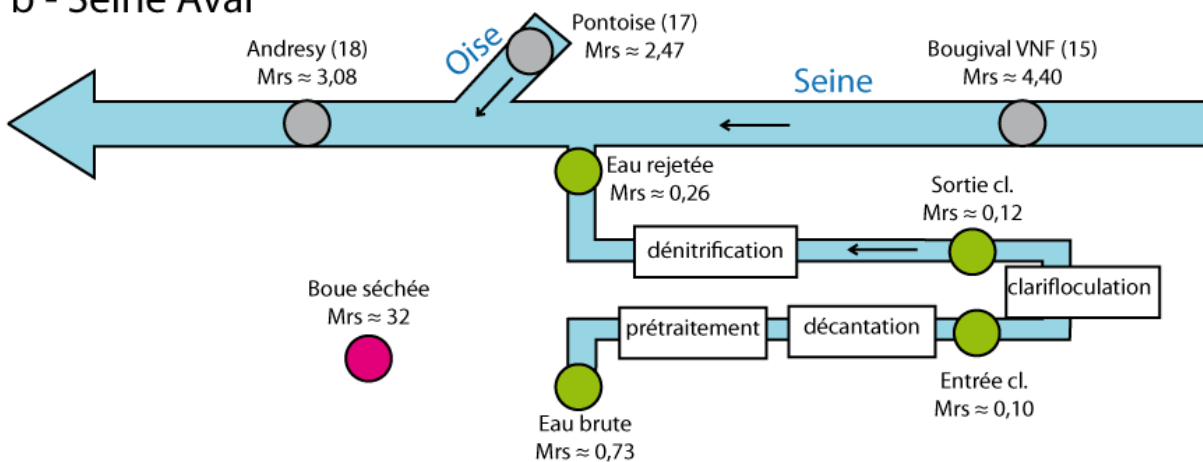 b - Seine Aval
Pontoise (17)
Mrs ≈ 2,47
Oise
Andresy (18)
Mrs ≈ 3,08
Bougival VNF (15)
Mrs ≈ 4,40
Seine
Eau rejetée
Mrs ≈ 0,26
Sortie cl.
Mrs ≈ 0,12
dénitrification
clarifloculation
Boue séchée
Mrs ≈ 32
prétraitement
décantation
Entrée cl.
Mrs ≈ 0,10
Eau brute
Mrs ≈ 0,73